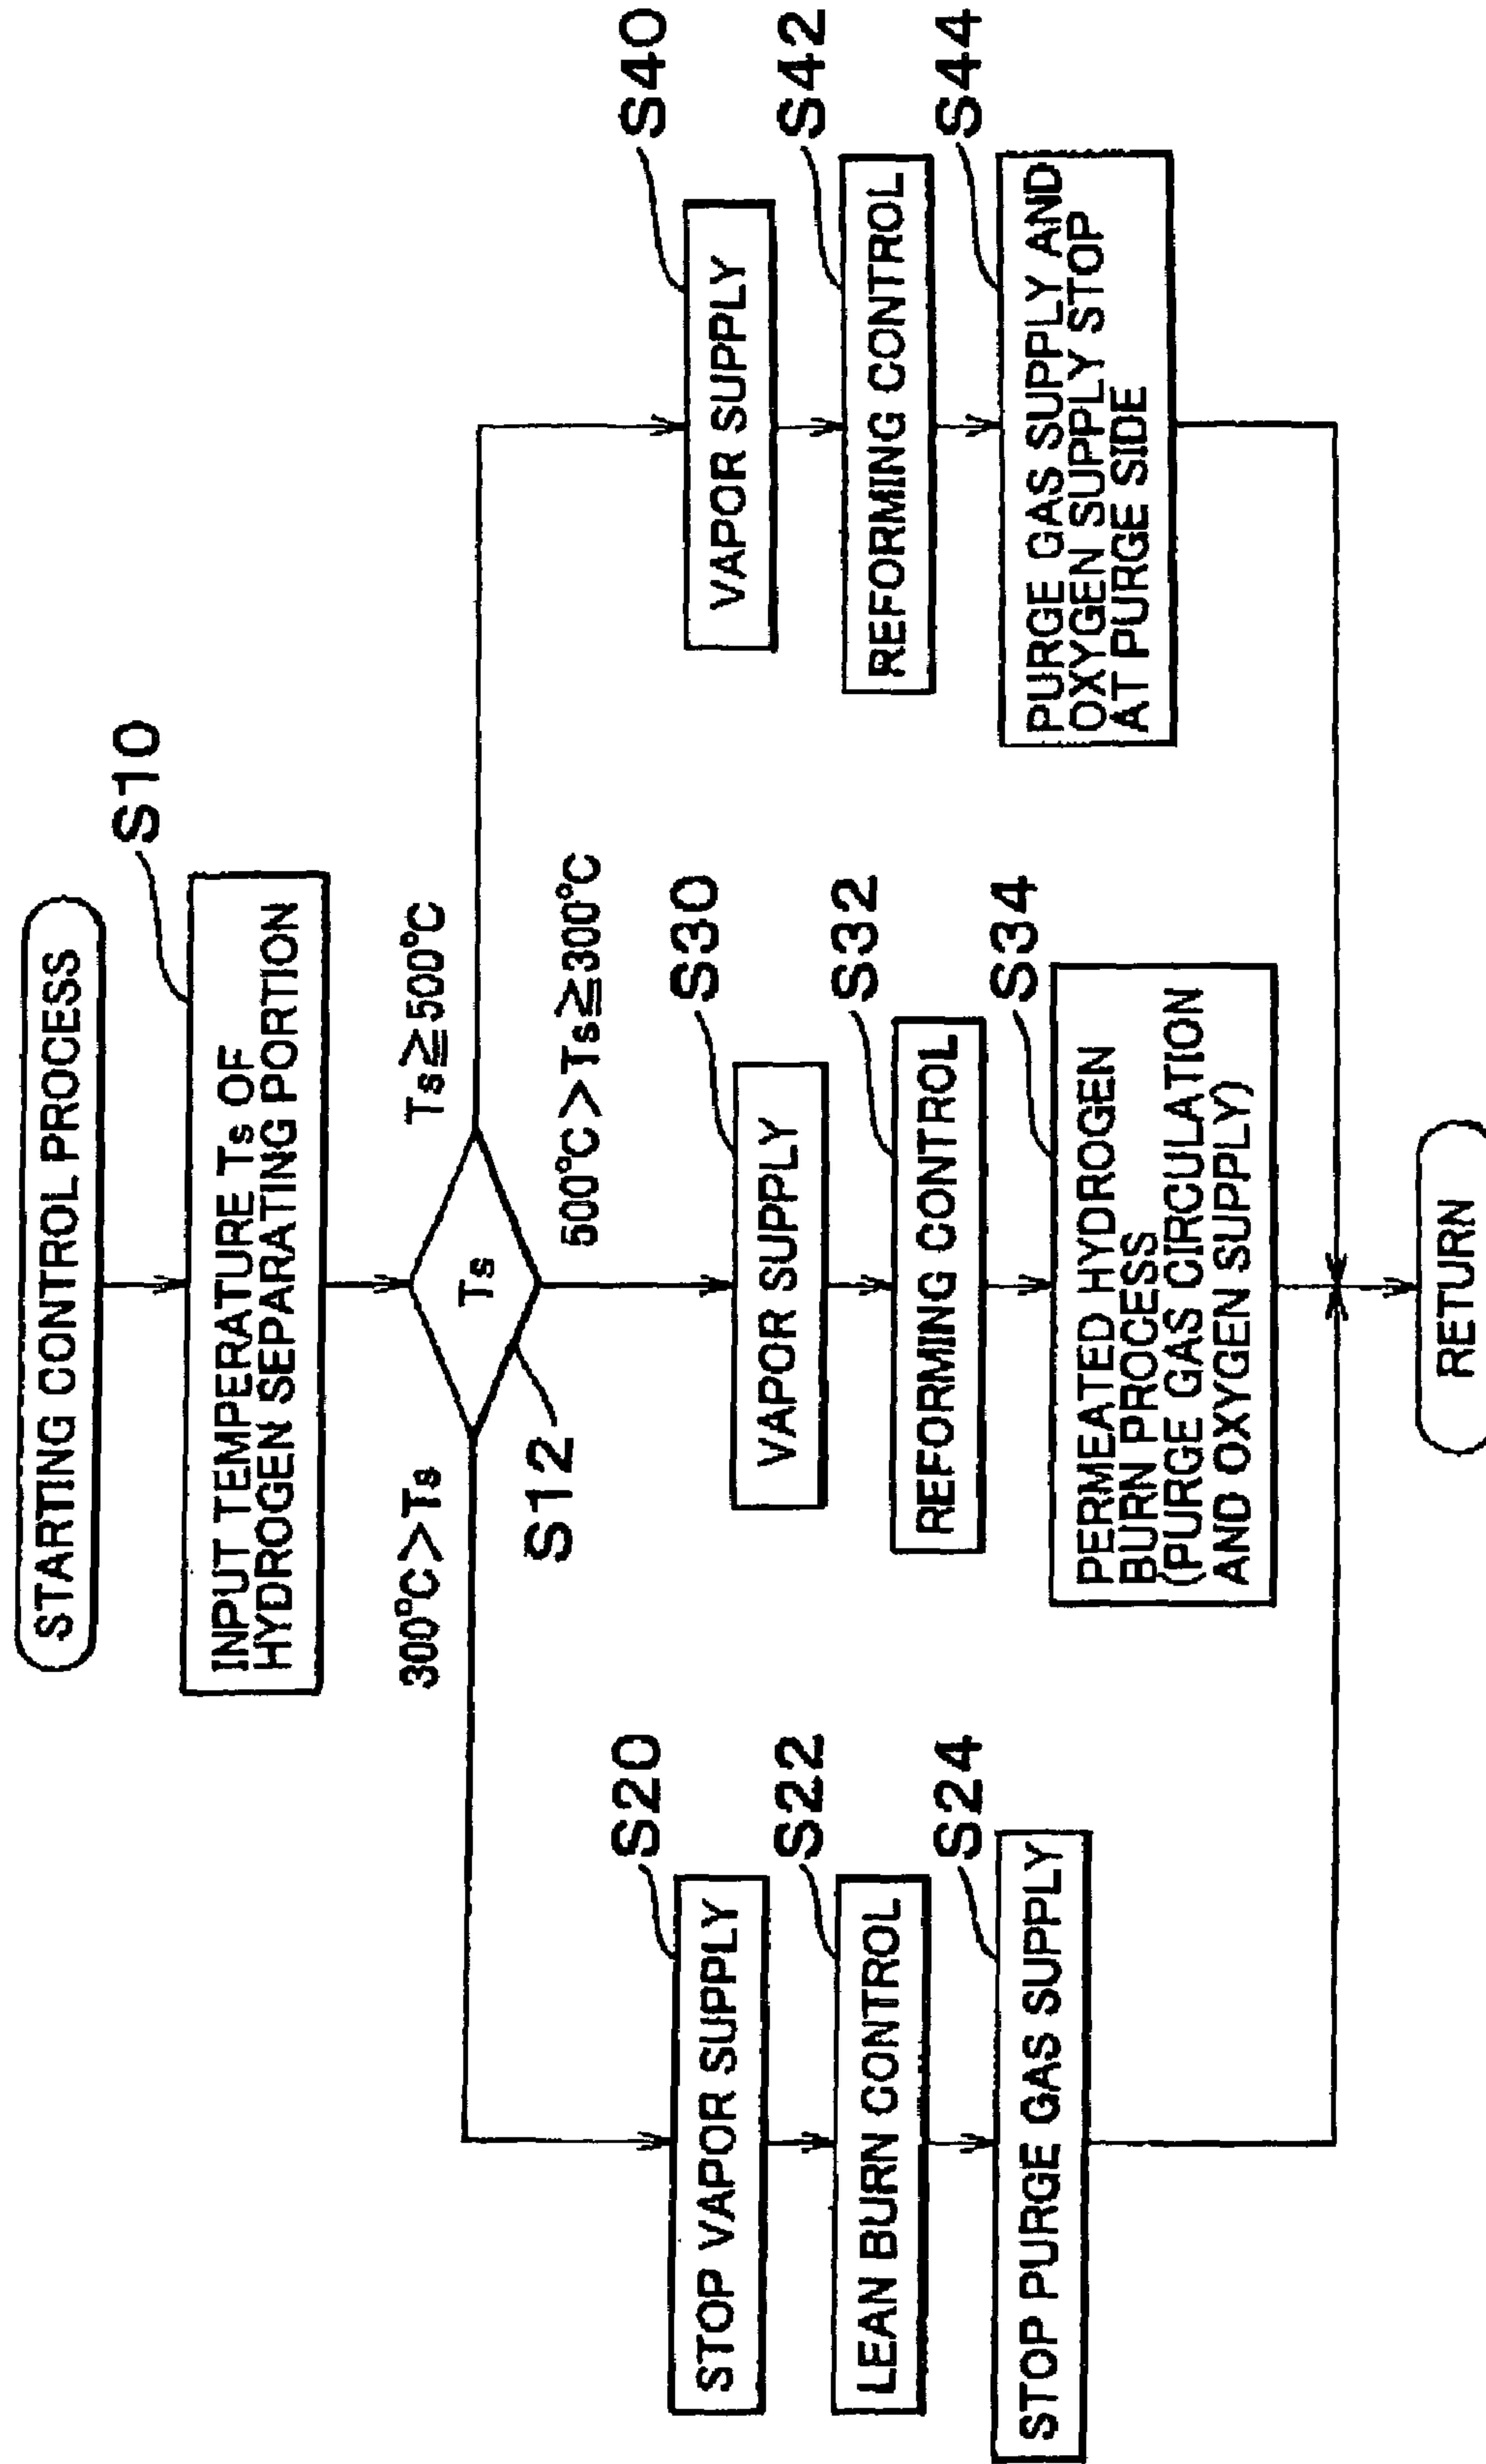 STARTING CONTROL PROCESS
S10
INPUT TEMPERATURE Ts OF
HYDROGEN SEPARATING PORTION
300°C>Ts
Ts
Ts≧500°C
S12
500°C>Ts≧300°C
S20
STOP VAPOR SUPPLY
S22
LEAN BURN CONTROL
S24
STOP PURGE GAS SUPPLY
S30
VAPOR SUPPLY
S32
REFORMING CONTROL
S34
PERMEATED HYDROGEN
BURN PROCESS
(PURGE GAS CIRCULATION
AND OXYGEN SUPPLY)
S40
VAPOR SUPPLY
S42
REFORMING CONTROL
S44
PURGE GAS SUPPLY AND
OXYGEN SUPPLY STOP
AT PURGE SIDE
RETURN